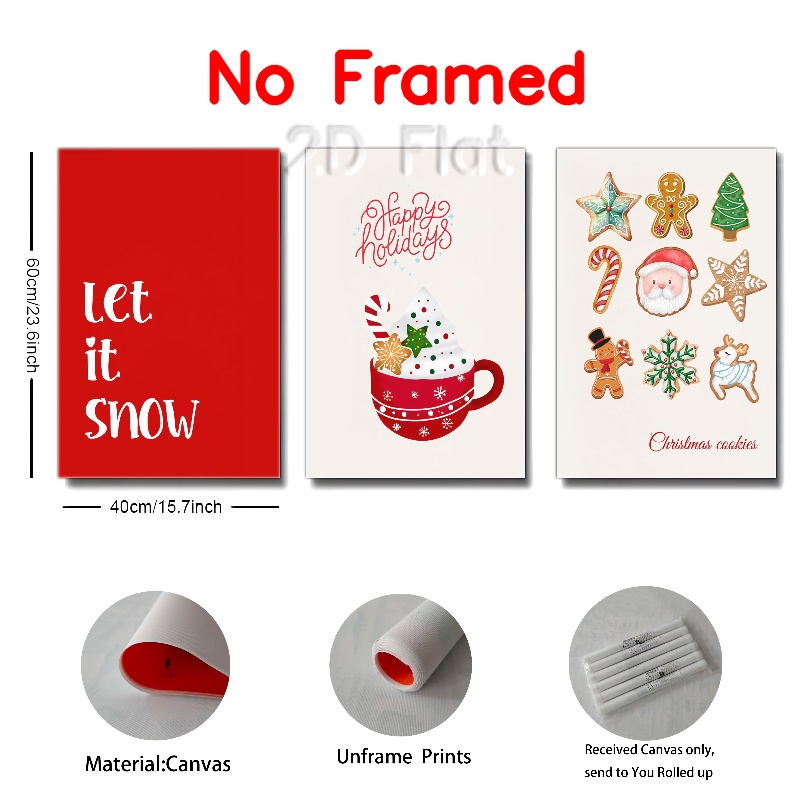 No Framed
2D Flat
Let
it
snow
Happy
holidays
DG
Christmas cookies
60cm/23.6inch
40cm/15.7inch
Material:Canvas
Unframe Prints
Received Canvas only,
send to You Rolled up